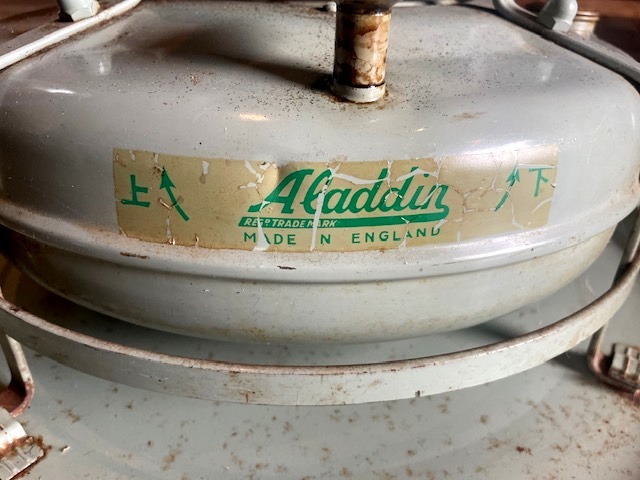 上 Aladdin 下
REGD. TRADE MARK
MADE IN ENGLAND